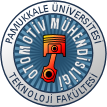 PAMUKKALE ÜNİVERSİTESİ
OTOMOTİV MÜHENDİSLİĞİ
TEKNOLOJİ FAKÜLTESİ